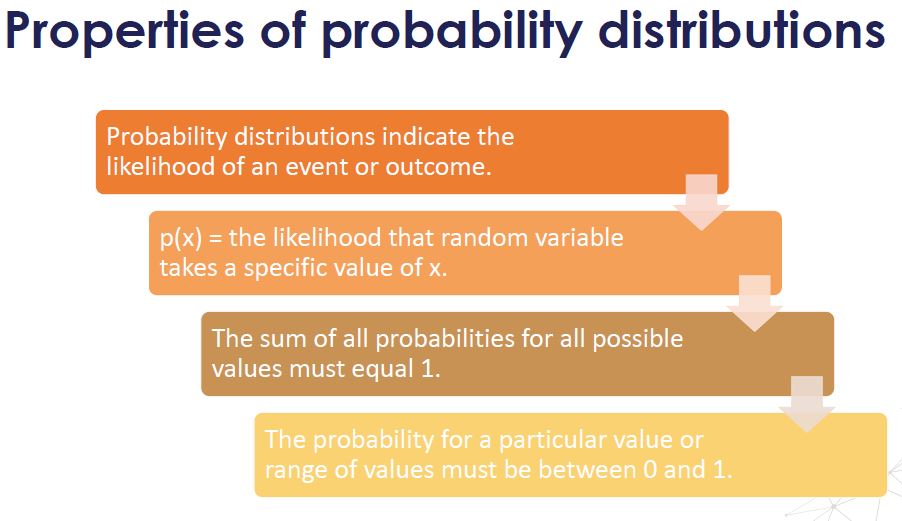 Properties of probability distributions
Probability distributions indicate the
likelihood of an event or outcome.
p(x) = the likelihood that random variable
takes a specific value of x.
The sum of all probabilities for all possible
values must equal 1.
The probability for a particular value or
range of values must be between 0 and 1.